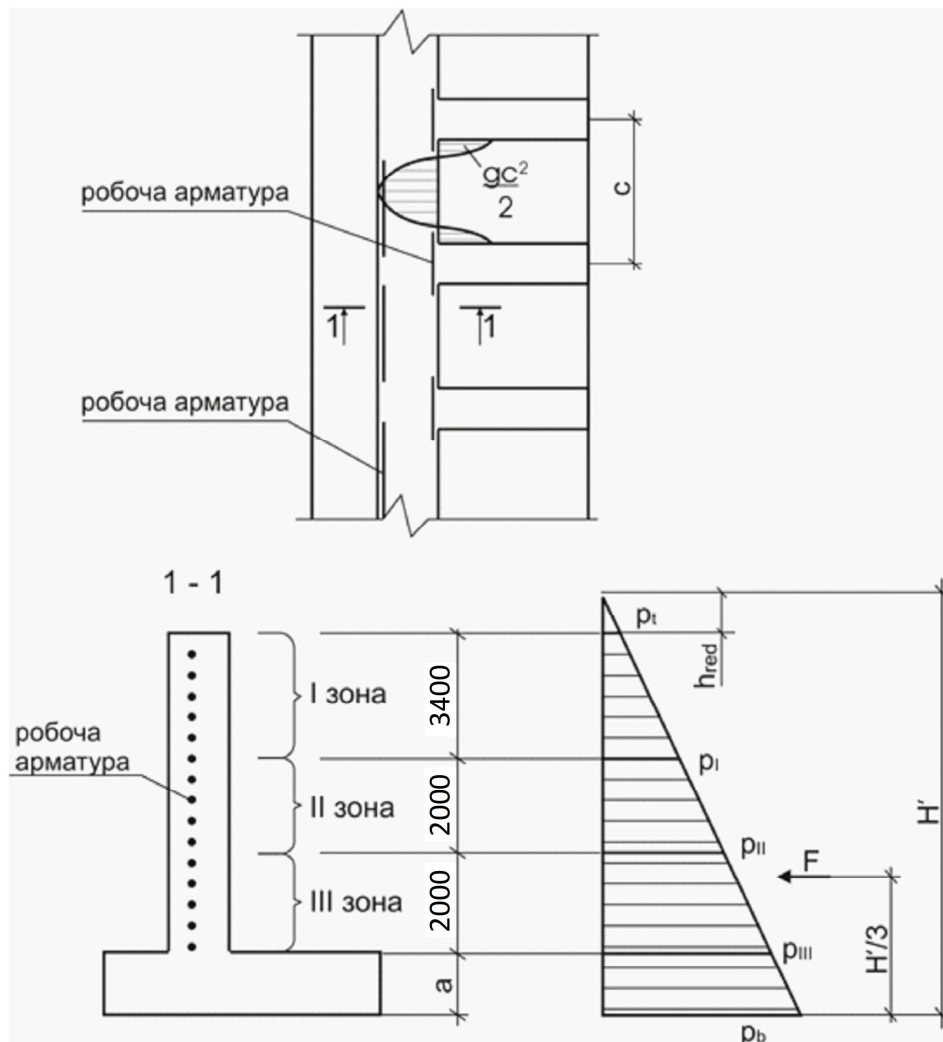 gc²
2
робоча арматура
c
1
1
робоча арматура
1 - 1
pt
hred
I зона
3400
робоча
арматура
pI
II зона
2000
H'
pII
F
III зона
2000
pIII
H'/3
a
pb